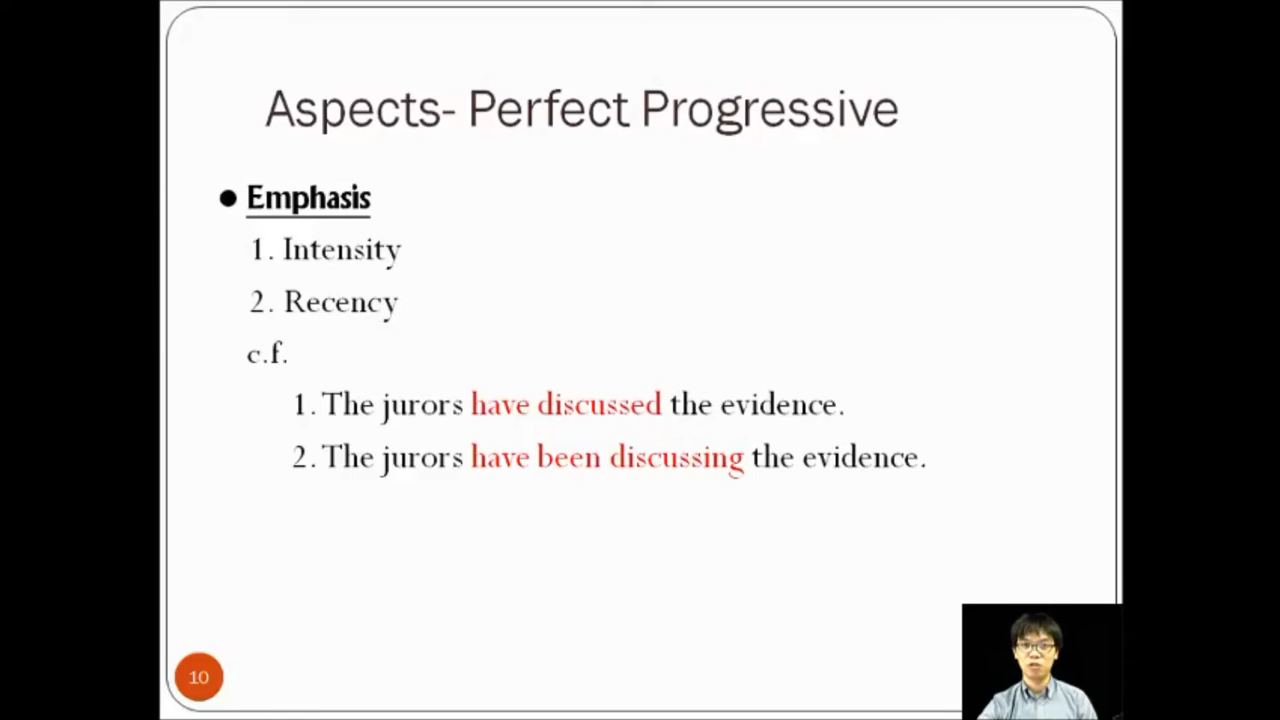 Aspects- Perfect Progressive
● Emphasis
1. Intensity
2. Recency
c.f.
1. The jurors have discussed the evidence.
2. The jurors have been discussing the evidence.
10